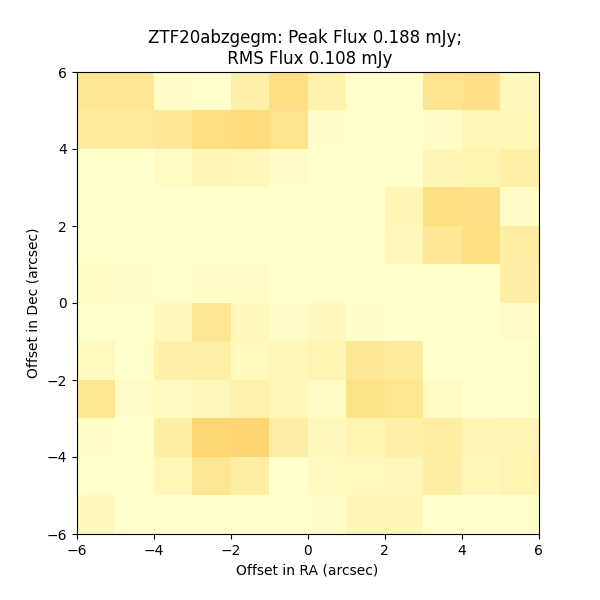 ZTF20abzgegm: Peak Flux 0.188 mJy;
RMS Flux 0.108 mJy
6
4
2
0
−2
−4
−6
Offset in Dec (arcsec)
−6 −4 −2 0 2 4 6
Offset in RA (arcsec)